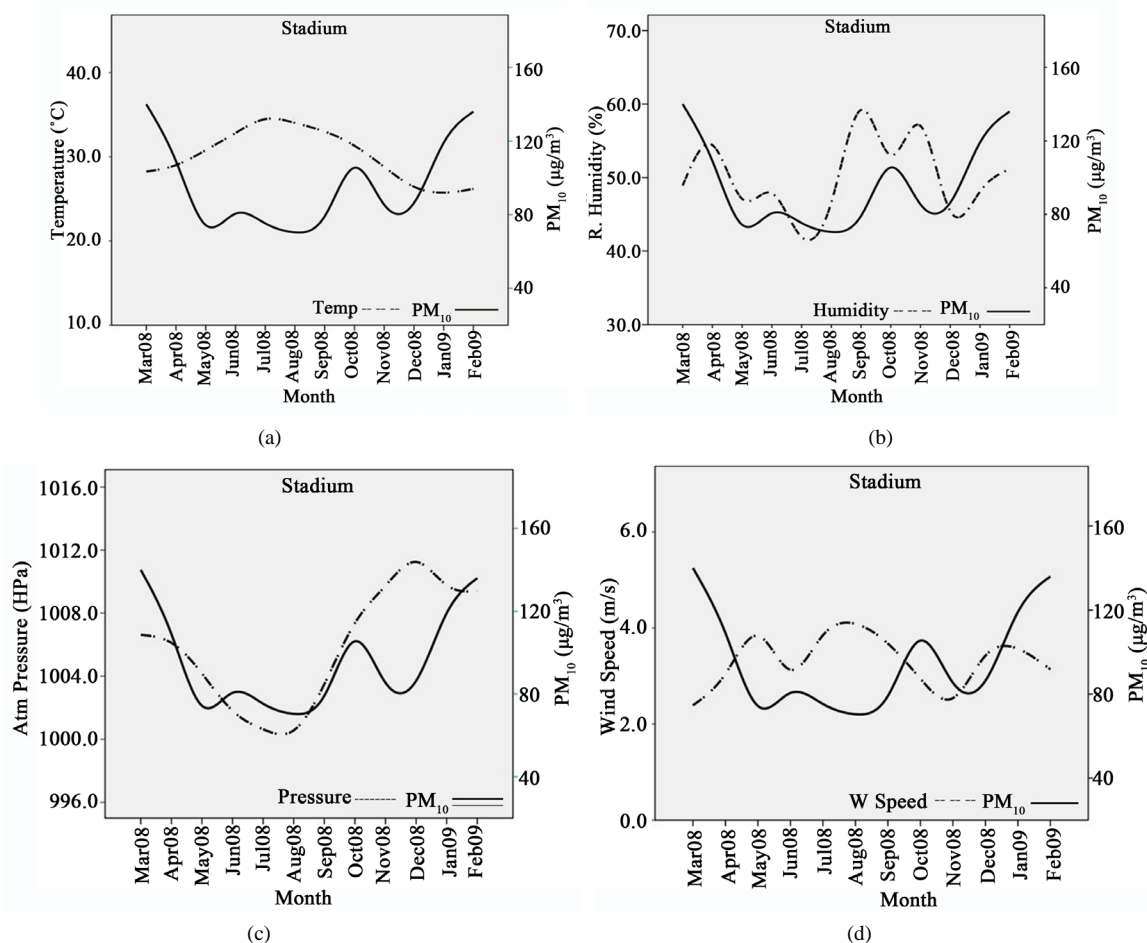 Stadium
40.0
30.0
20.0
10.0
Temperature (˚C)
160
120
80
40
PM10 (µg/m3)
Temp PM10
Mar08 Apr08 May08 Jun08 Jul08 Aug08 Sep08 Oct08 Nov08 Dec08 Jan09 Feb09
Month
(a)
Stadium
70.0
60.0
50.0
40.0
30.0
R. Humidity (%)
160
120
80
40
PM10 (µg/m3)
Humidity PM10
Mar08 Apr08 May08 Jun08 Jul08 Aug08 Sep08 Oct08 Nov08 Dec08 Jan09 Feb09
Month
(b)
Stadium
1016.0
1012.0
1008.0
1004.0
1000.0
996.0
Atm Pressure (HPa)
160
120
80
40
PM10 (µg/m3)
Pressure PM10
Mar08 Apr08 May08 Jun08 Jul08 Aug08 Sep08 Oct08 Nov08 Dec08 Jan09 Feb09
Month
(c)
Stadium
6.0
4.0
2.0
0.0
Wind Speed (m/s)
160
120
80
40
PM10 (µg/m3)
W Speed PM10
Mar08 Apr08 May08 Jun08 Jul08 Aug08 Sep08 Oct08 Nov08 Dec08 Jan09 Feb09
Month
(d)